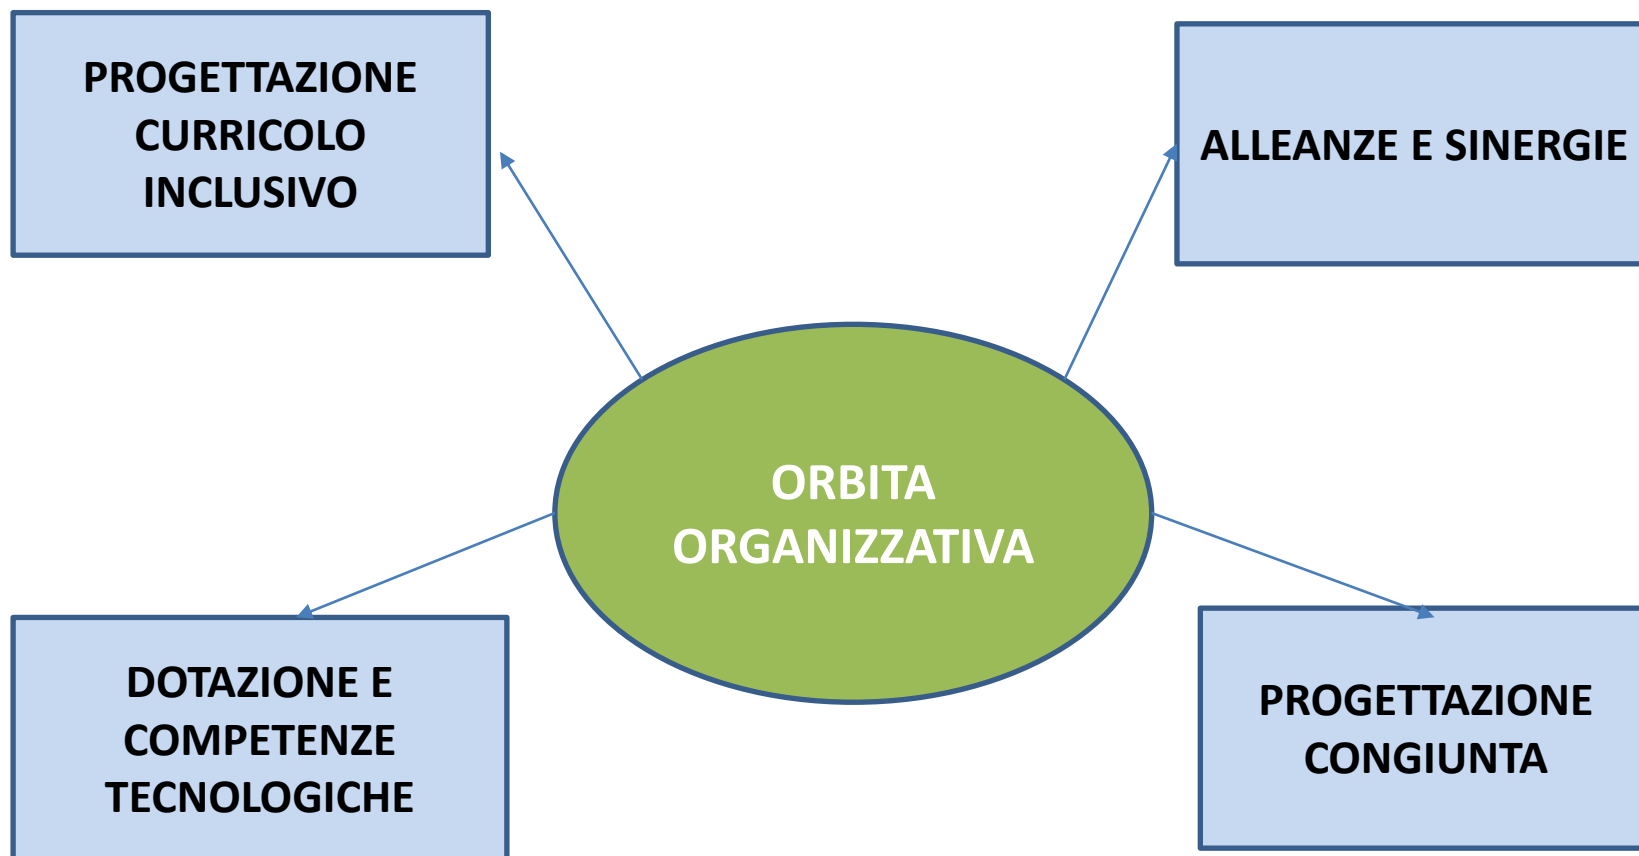 PROGETTAZIONE
CURRICOLO
INCLUSIVO
ALLEANZE E SINERGIE
ORBITA
ORGANIZZATIVA
DOTAZIONE E
COMPETENZE
TECNOLOGICHE
PROGETTAZIONE
CONGIUNTA